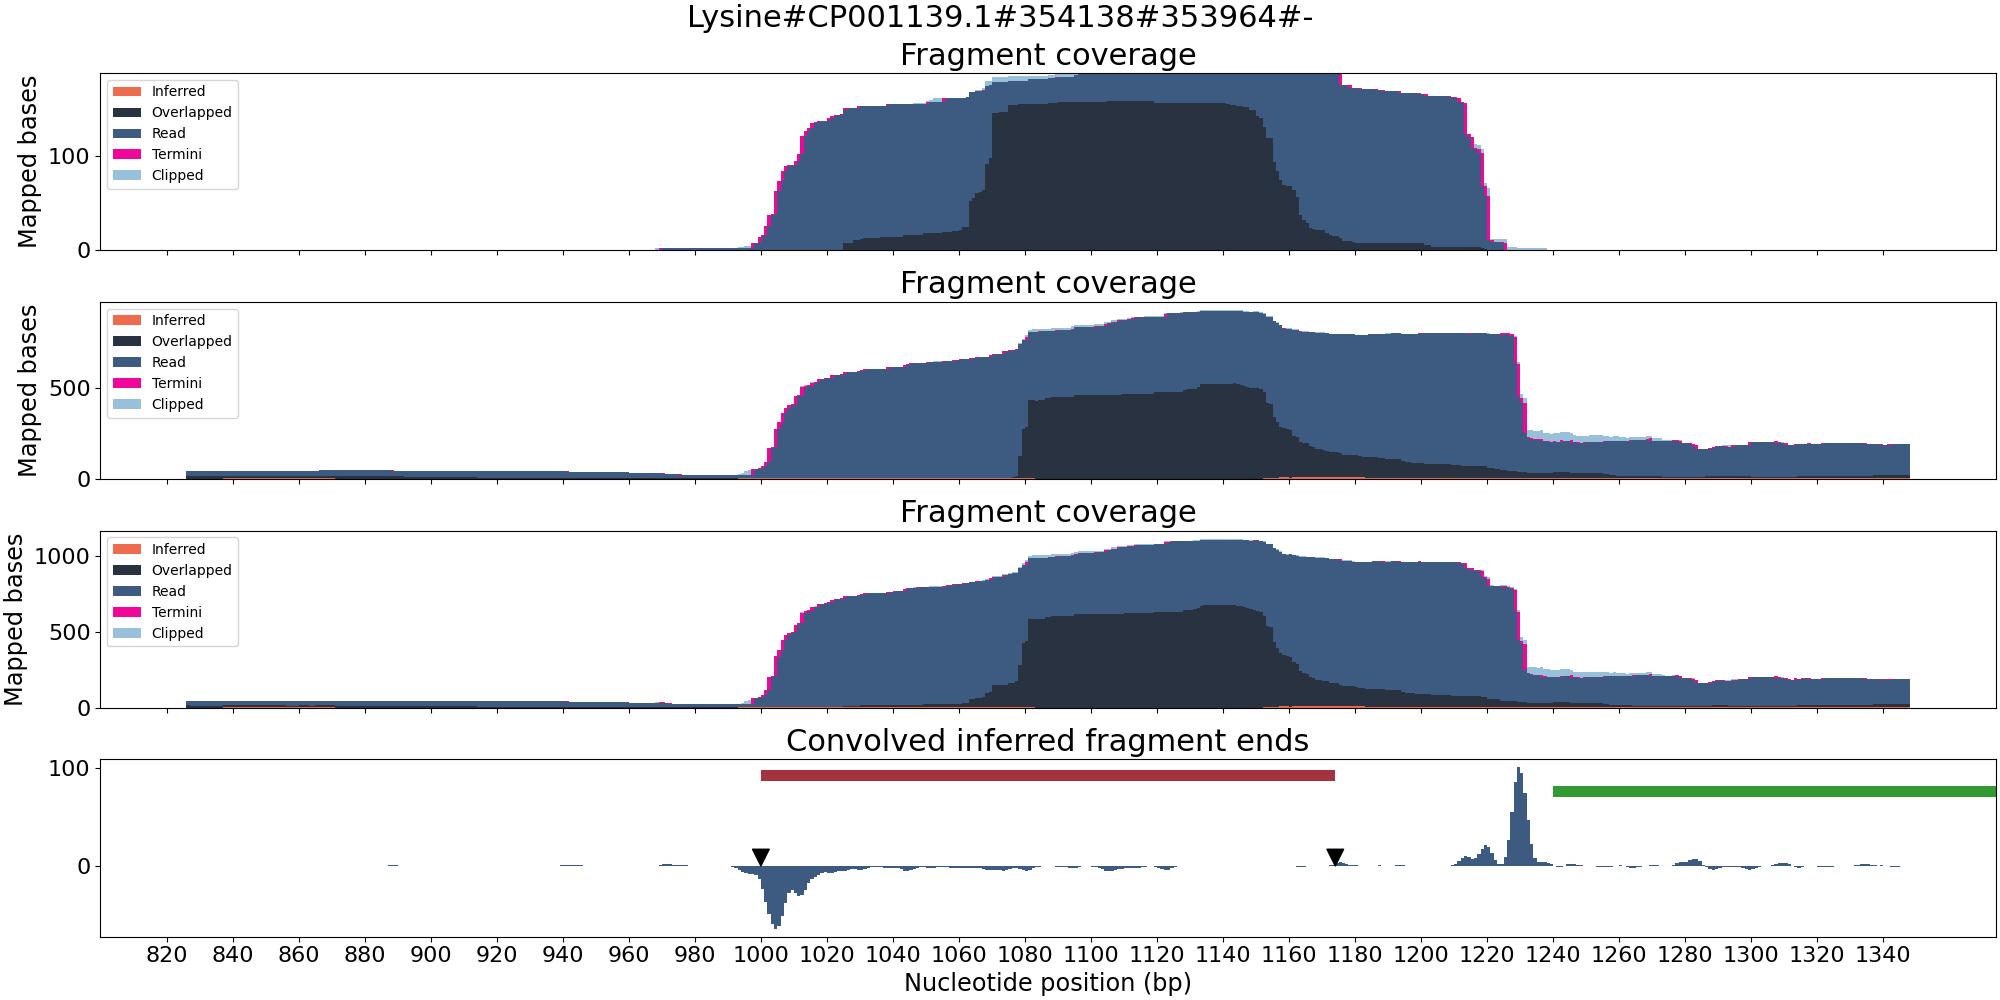 Lysine#CP001139.1#354138#353964#-
Fragment coverage
Mapped bases
100
0
Inferred
Overlapped
Read
Termini
Clipped
Fragment coverage
Mapped bases
500
0
Inferred
Overlapped
Read
Termini
Clipped
Fragment coverage
Mapped bases
1000
500
0
Inferred
Overlapped
Read
Termini
Clipped
Convolved inferred fragment ends
100
0
820 840 860 880 900 920 940 960 980 1000 1020 1040 1060 1080 1100 1120 1140 1160 1180 1200 1220 1240 1260 1280 1300 1320 1340
Nucleotide position (bp)